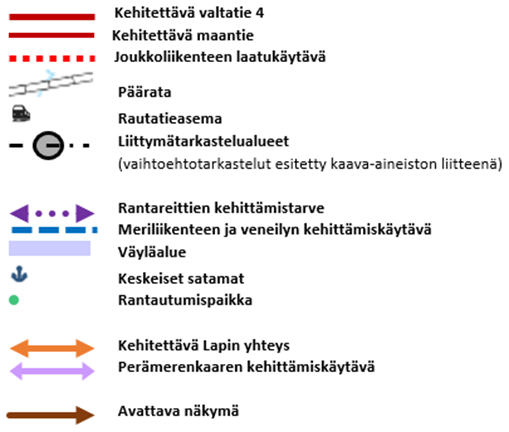 Kehitettävä valtatie 4
Kehitettävä maantie
Joukkoliikenteen laatukäytävä
Päärata
Rautatieasema
Liittymätarkastelualueet
(vaihtoehtotarkastelut esitetty kaava-aineiston liitteenä)
Rantareittien kehittämistarve
Meriliikenteen ja veneilyn kehittämiskäytävä
Väyläalue
Keskeiset satamat
Rantautumispaikka
Kehitettävä Lapin yhteys
Perämerenkaaren kehittämiskäytävä
Avattava näkymä